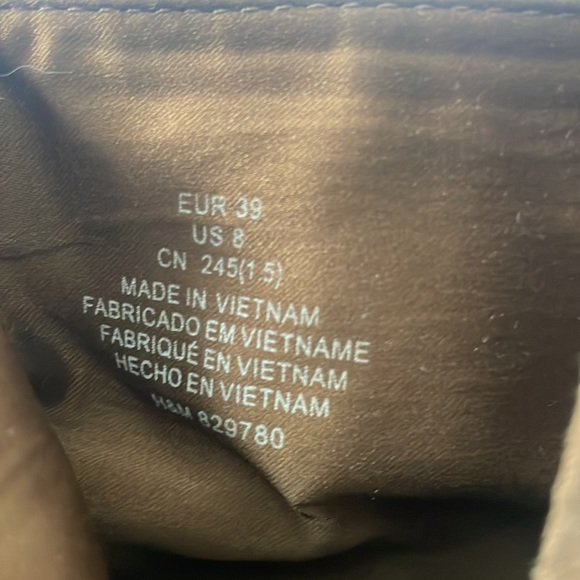 EUR 39
US 8
CN 245(1.5)
MADE IN VIETNAM
FABRICADO EM VIETNAME
FABRIQUÉ EN VIETNAM
HECHO EN VIETNAM
H&M 829780